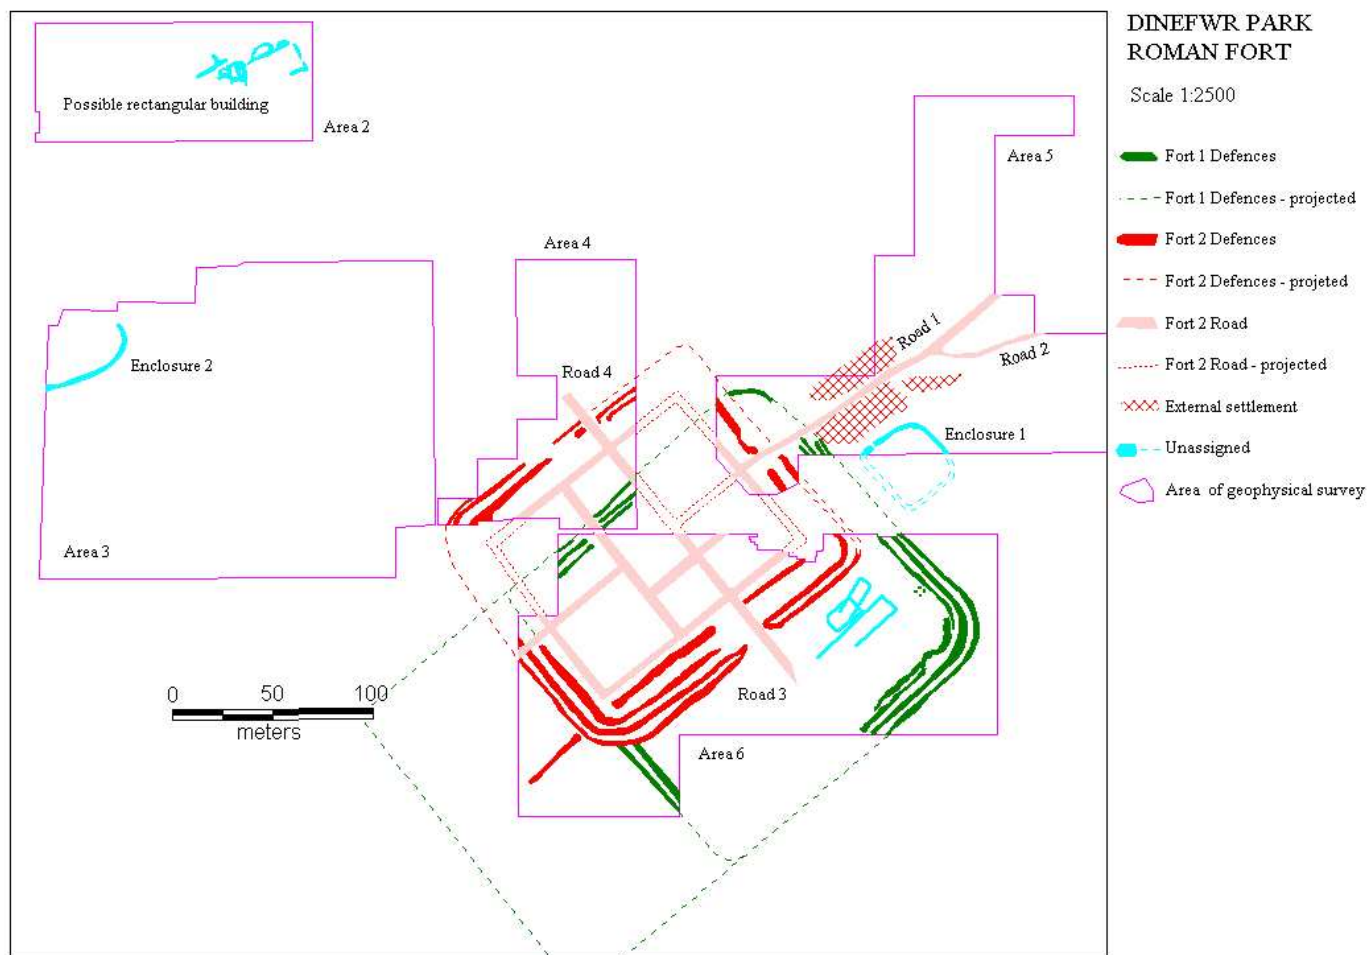 DINEFWR PARK
ROMAN FORT
Scale 1:2500
Fort 1 Defences
Fort 1 Defences - projected
Fort 2 Defences
Fort 2 Defences - projeted
Fort 2 Road
Fort 2 Road - projected
External settlement
Unassigned
Area of geophysical survey
Possible rectangular building
Area 2
Area 5
Area 4
Road 1
Road 2
Enclosure 2
Road 4
Enclosure 1
Area 3
Road 3
0 50 100
meters
Area 6